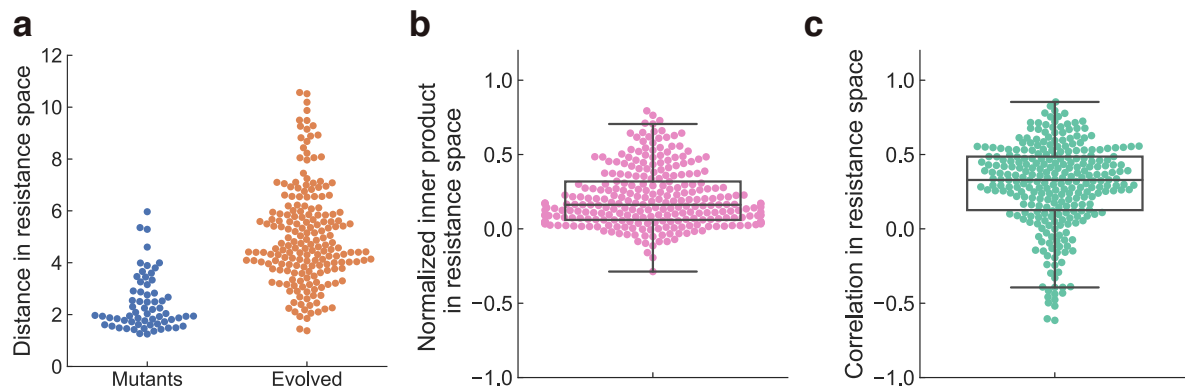 a
Distance in resistance space
12
10
8
6
4
2
0
Mutants
Evolved
b
Normalized inner product
in resistance space
1.0
0.5
0.0
−0.5
−1.0
c
Correlation in resistance space
1.0
0.5
0.0
−0.5
−1.0